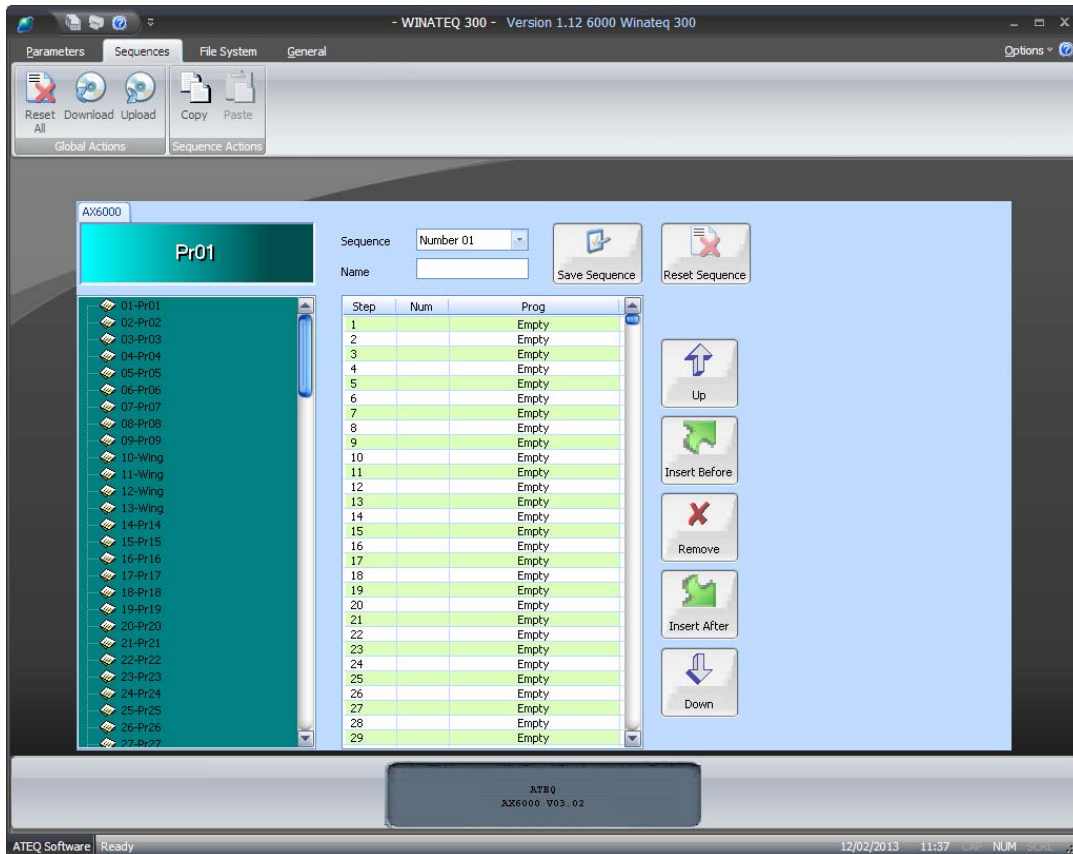 - WINATEQ 300 - Version 1.12 6000 Winateq 300
Parameters Sequences File System General Options
Reset All Download Upload Copy Paste
Global Actions Sequence Actions
AX6000
Pr01
Sequence Number 01
Name
Save Sequence Reset Sequence
01-Pr01
02-Pr02
03-Pr03
04-Pr04
05-Pr05
06-Pr06
07-Pr07
08-Pr08
09-Pr09
10-Wing
11-Wing
12-Wing
13-Wing
14-Pr14
15-Pr15
16-Pr16
17-Pr17
18-Pr18
19-Pr19
20-Pr20
21-Pr21
22-Pr22
23-Pr23
24-Pr24
25-Pr25
26-Pr26
27-Pr27
Step Num Prog
1 Empty
2 Empty
3 Empty
4 Empty
5 Empty
6 Empty
7 Empty
8 Empty
9 Empty
10 Empty
11 Empty
12 Empty
13 Empty
14 Empty
15 Empty
16 Empty
17 Empty
18 Empty
19 Empty
20 Empty
21 Empty
22 Empty
23 Empty
24 Empty
25 Empty
26 Empty
27 Empty
28 Empty
29 Empty
Up
Insert Before
Remove
Insert After
Down
ATEQ
AX6000 V03.02
ATEQ Software Ready 12/02/2013 11:37 CAP NUM SCRL